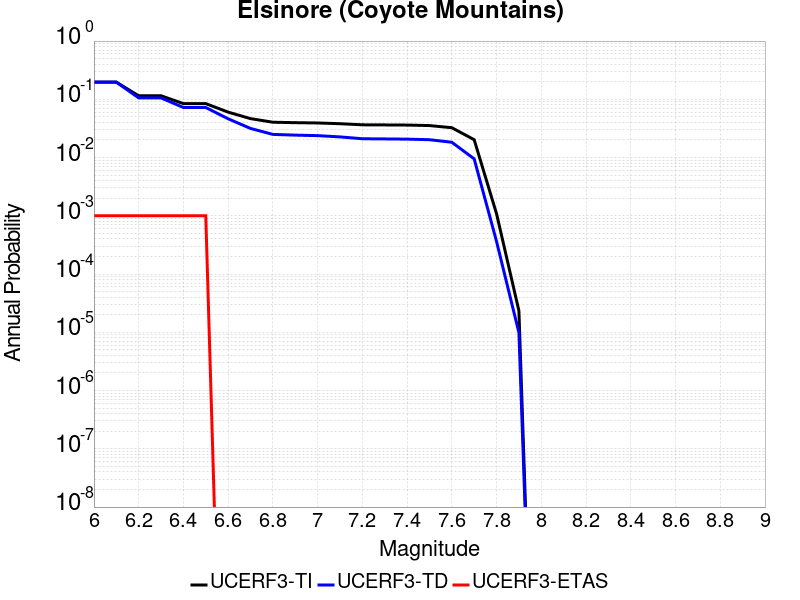 Elsinore (Coyote Mountains)
10^0
10^-1
10^-2
10^-3
10^-4
10^-5
10^-6
10^-7
10^-8
Annual Probability
6 6.2 6.4 6.6 6.8 7 7.2 7.4 7.6 7.8 8 8.2 8.4 8.6 8.8 9
Magnitude
UCERF3-TI UCERF3-TD UCERF3-ETAS